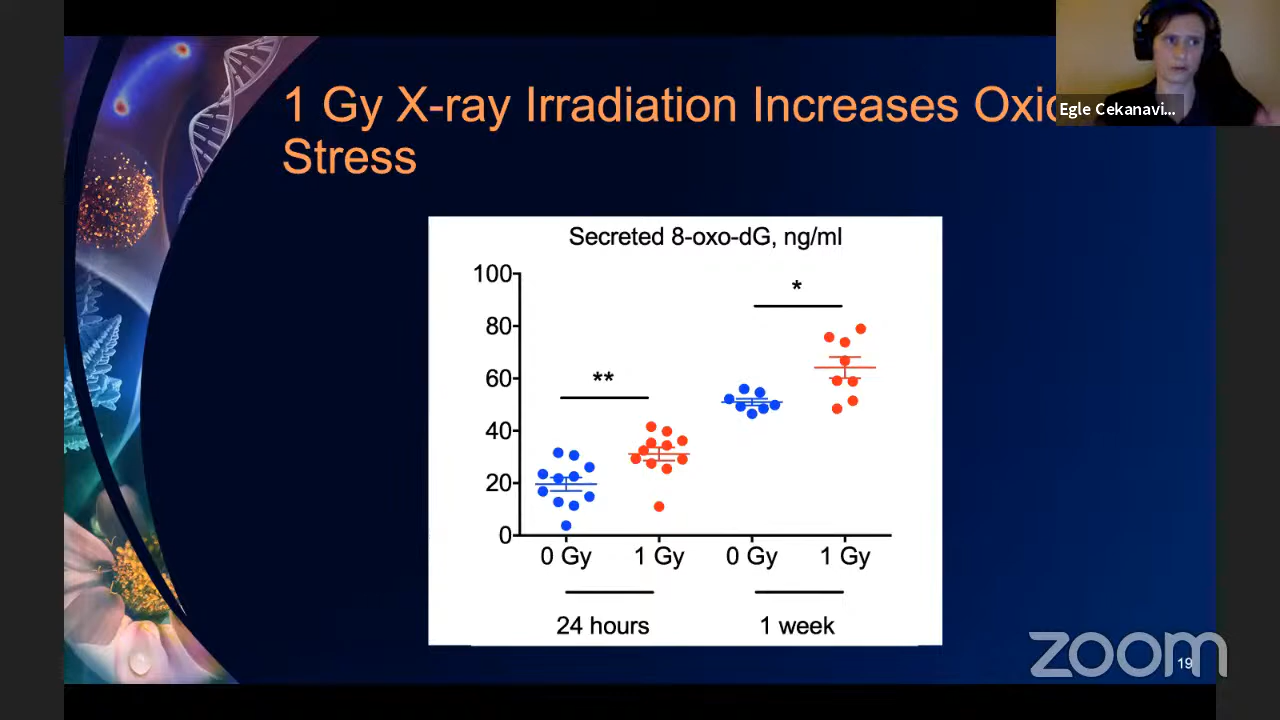 1 Gy X-ray Irradiation Increases
Stress
Egle Cekanavi...
Secreted 8-oxo-dG, ng/ml
100
80
60
40
20
0
**
*
0 Gy
1 Gy
0 Gy
1 Gy
24 hours
1 week
zoom
19